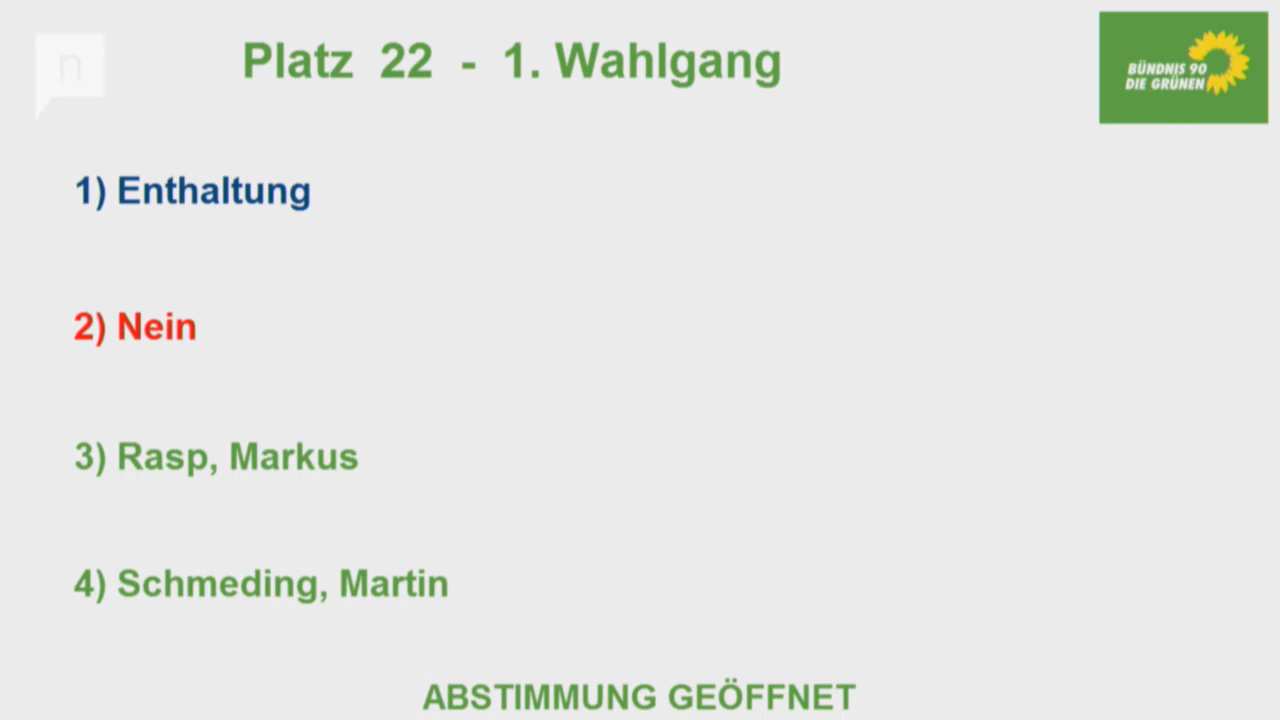 n
Platz 22 - 1. Wahlgang
BÜNDNIS 90
DIE GRÜNEN
1) Enthaltung
2) Nein
3) Rasp, Markus
4) Schmeding, Martin
ABSTIMMUNG GEÖFFNET